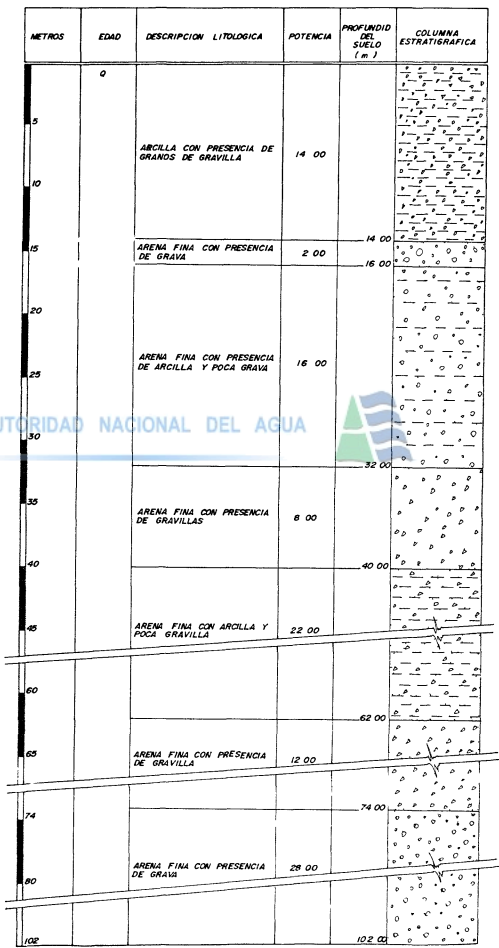 METROS
EDAD
DESCRIPCION LITOLOGICA
POTENCIA
PROFUNDID
DEL
SUELO
( m )
COLUMNA
ESTRATIGRAFICA
Q
5
ARCILLA CON PRESENCIA DE
GRANOS DE GRAVILLA
14 00
10
14 00
15
ARENA FINA CON PRESENCIA
DE GRAVA
2 00
16 00
20
ARENA FINA CON PRESENCIA
DE ARCILLA Y POCA GRAVA
16 00
25
UTORIDAD NACIONAL DEL AGUA
30
32 00
35
ARENA FINA CON PRESENCIA
DE GRAVILLAS
8 00
40
40 00
45
ARENA FINA CON ARCILLA Y
POCA GRAVILLA
22 00
60
62 00
65
ARENA FINA CON PRESENCIA
DE GRAVILLA
12 00
74
74 00
80
ARENA FINA CON PRESENCIA
DE GRAVA
28 00
102
102 00